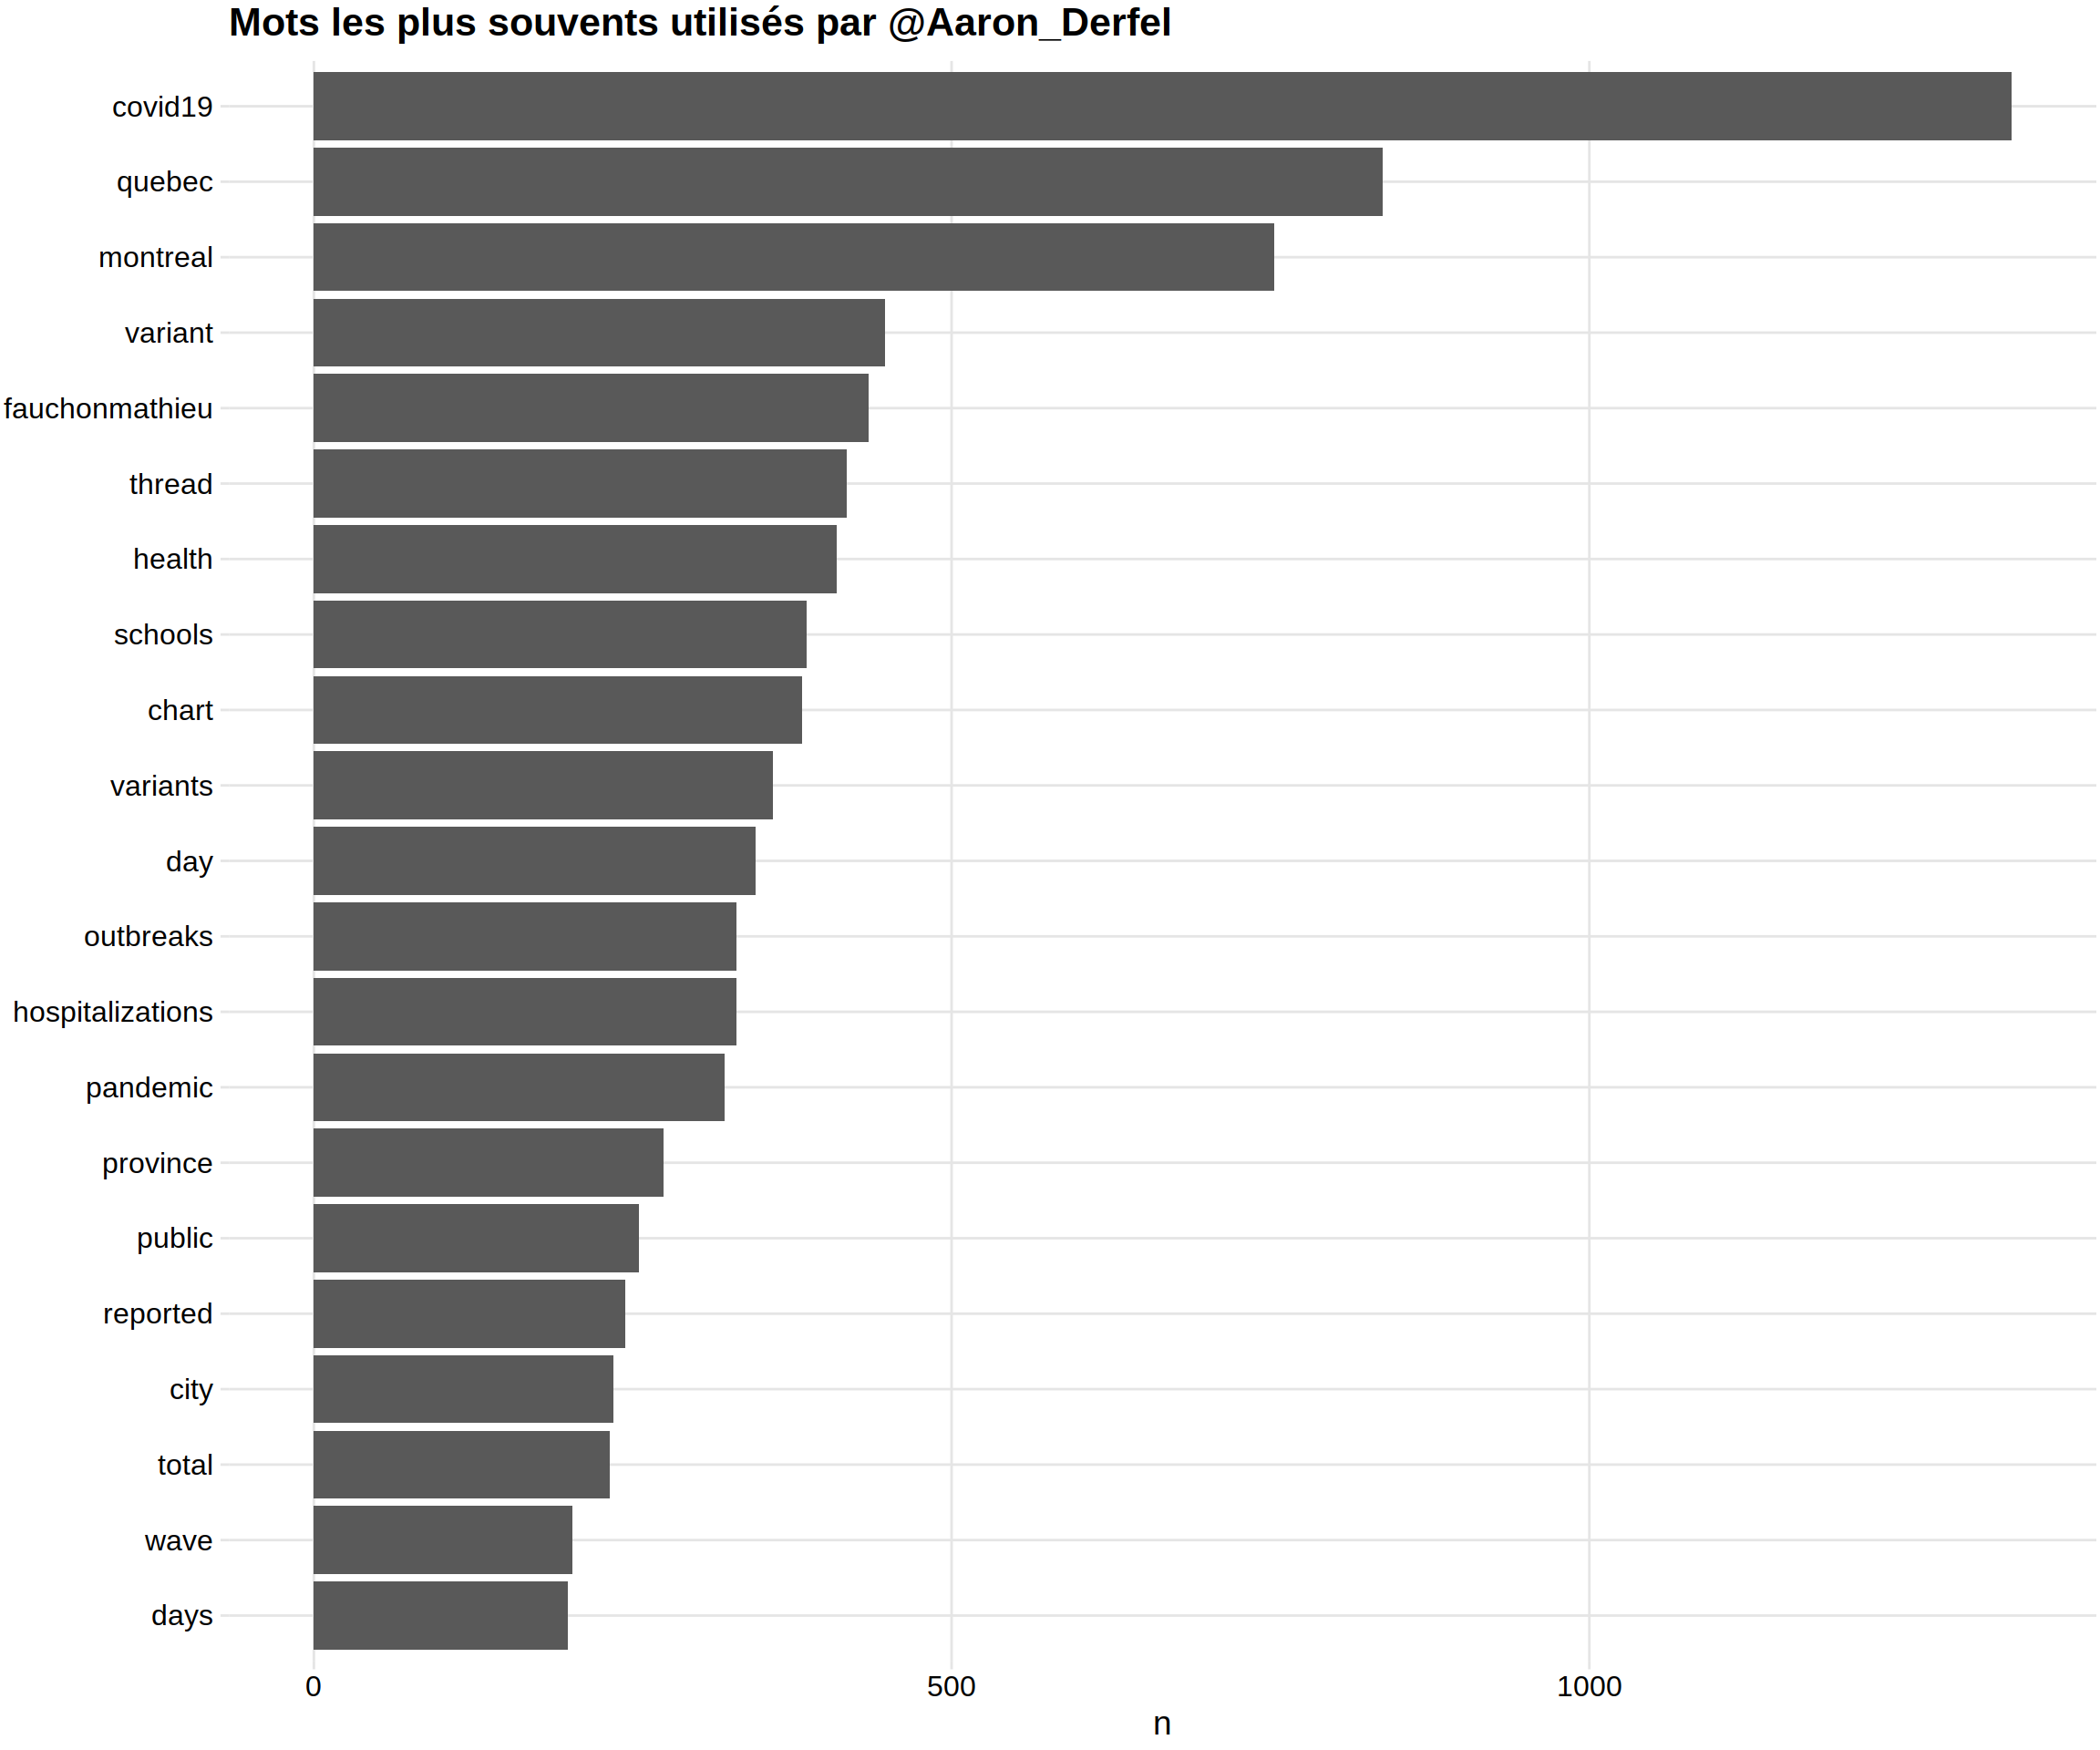 Mots les plus souvents utilisés par @Aaron_Derfel
covid19
quebec
montreal
variant
fauchonmathieu
thread
health
schools
chart
variants
day
outbreaks
hospitalizations
pandemic
province
public
reported
city
total
wave
days
0 500 1000
n